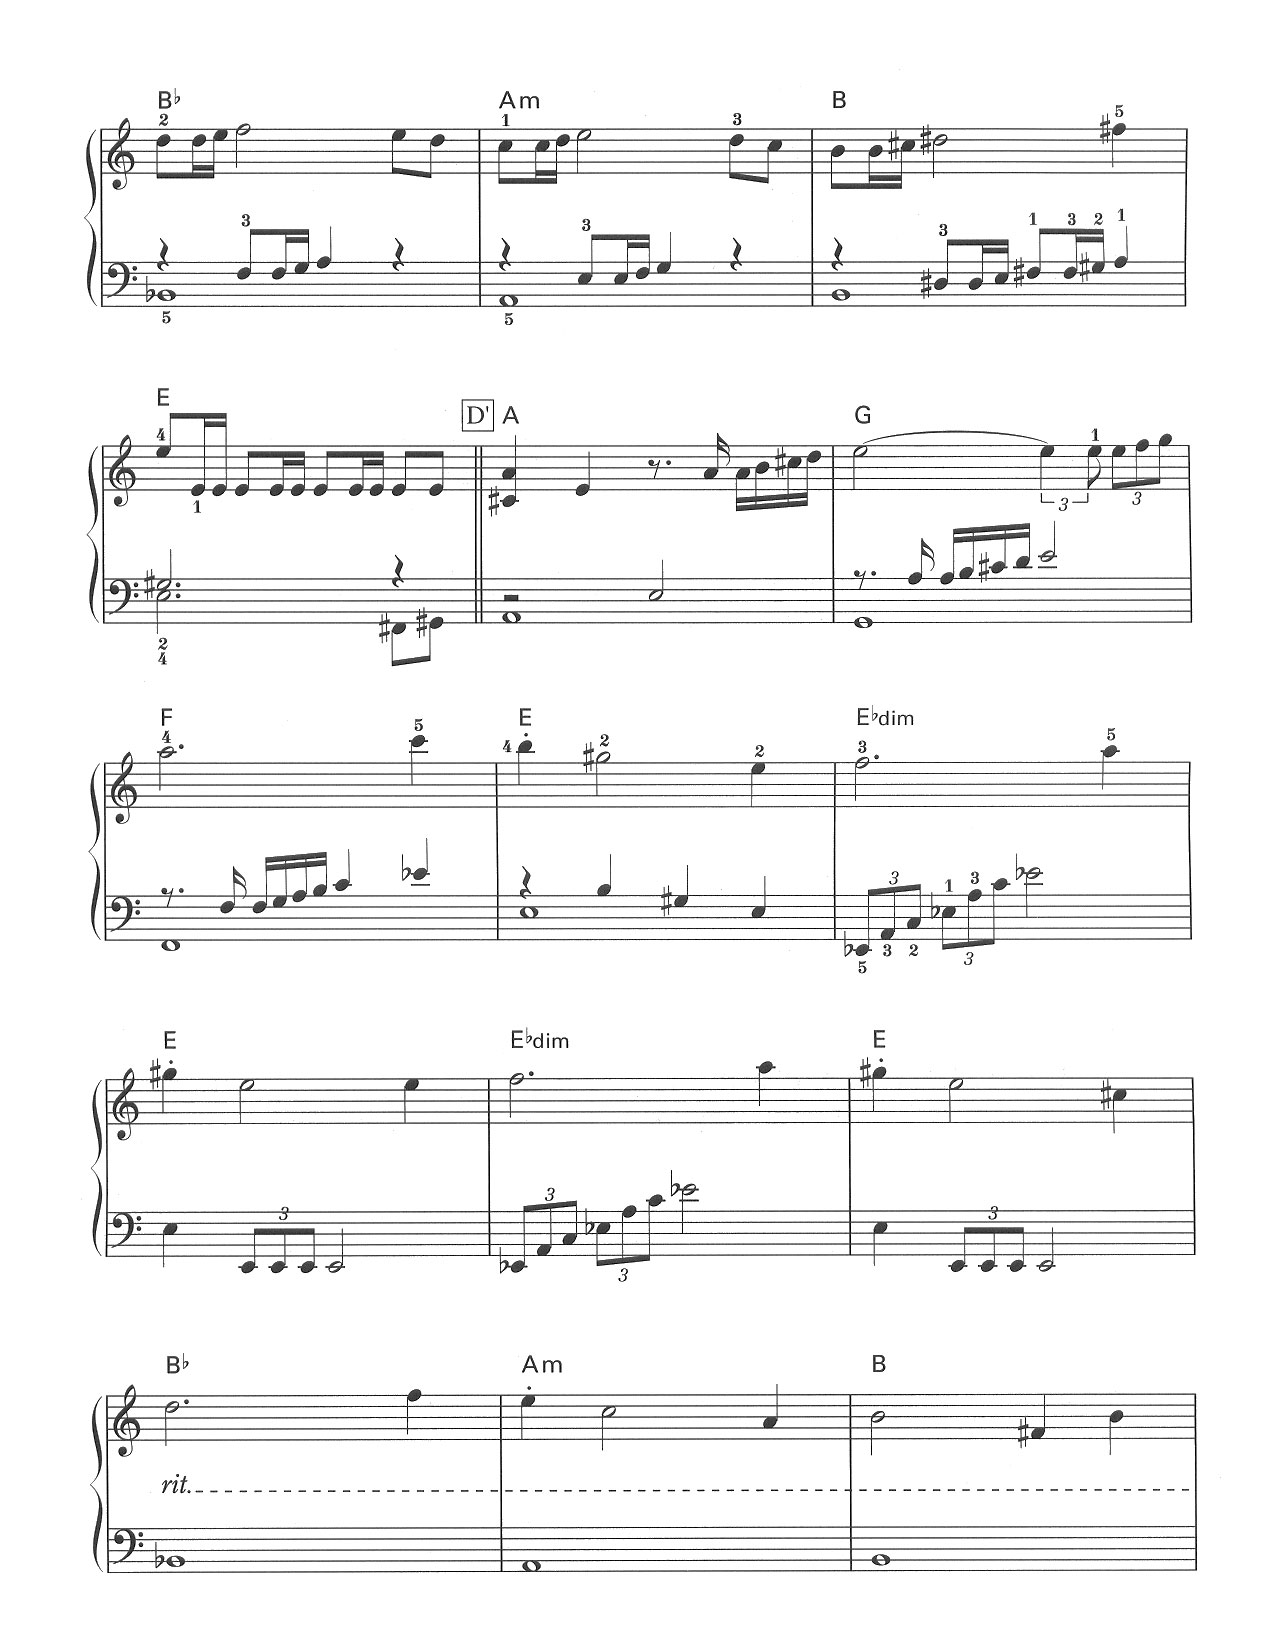 B♭ Am B
2 1 3 5
3 3 3 1 3 2 1
5 5
E D' A G
4 1 1
3 3
2
4
F E E♭dim
4 5 4 2 2 3 5
3 1 3
5 3 2 3
E E♭dim E
3 3 3
3
B♭ Am B
rit.